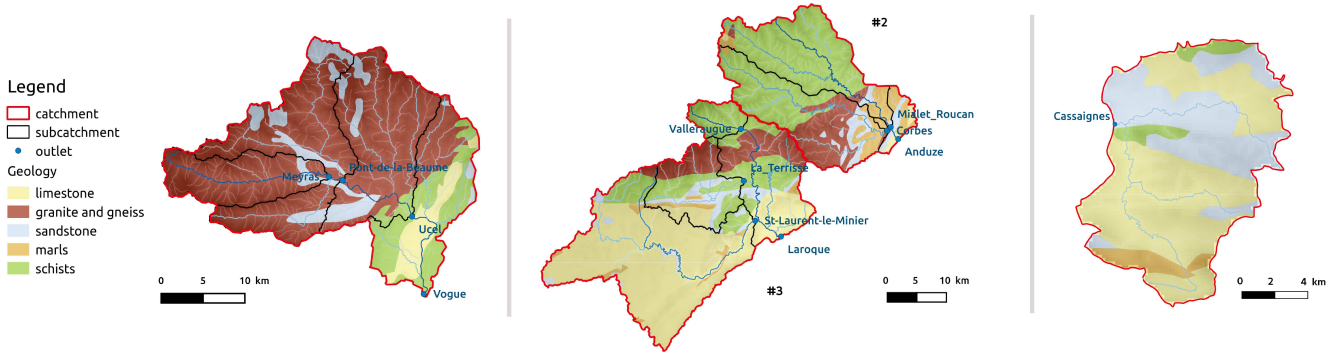 Legend
catchment
subcatchment
outlet
Geology
limestone
granite and gneiss
sandstone
marls
schists
Pont-de-la-Beaume
Meyras
Ucel
Vogue
0 5 10 km
#2
Mialet_Roucan
Valleraugue
Corbes
Anduze
La_Terrisse
St-Laurent-le-Minier
Laroque
#3
0 5 10 km
Cassaignes
0 2 4 km